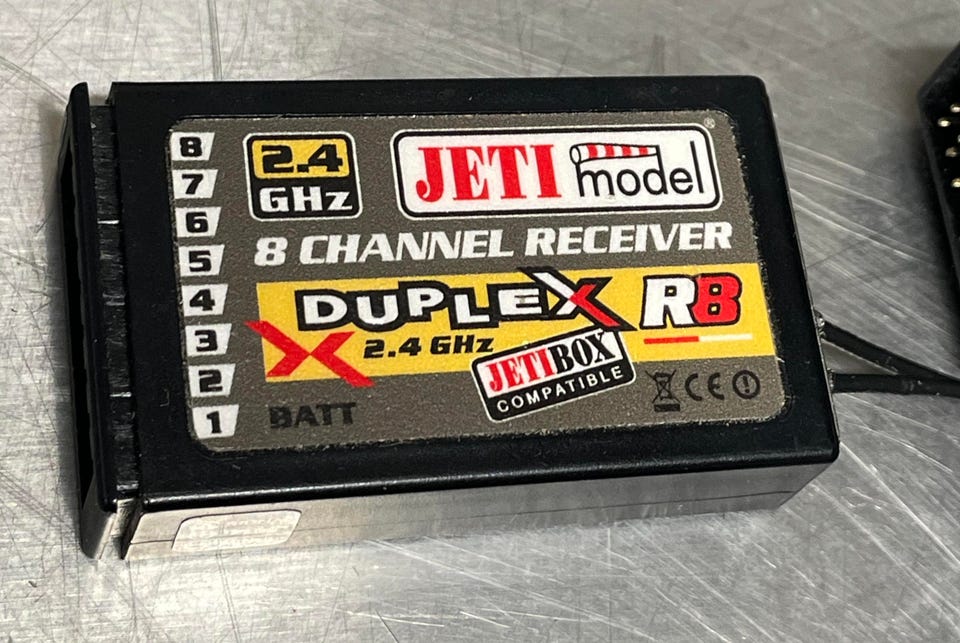 8
7
6
5
4
3
2
1
2.4
GHz
JETI model ®
8 CHANNEL RECEIVER
DUPLEX R8
X 2.4 GHz
JETIBOX
COMPATIBLE
BATT
CE